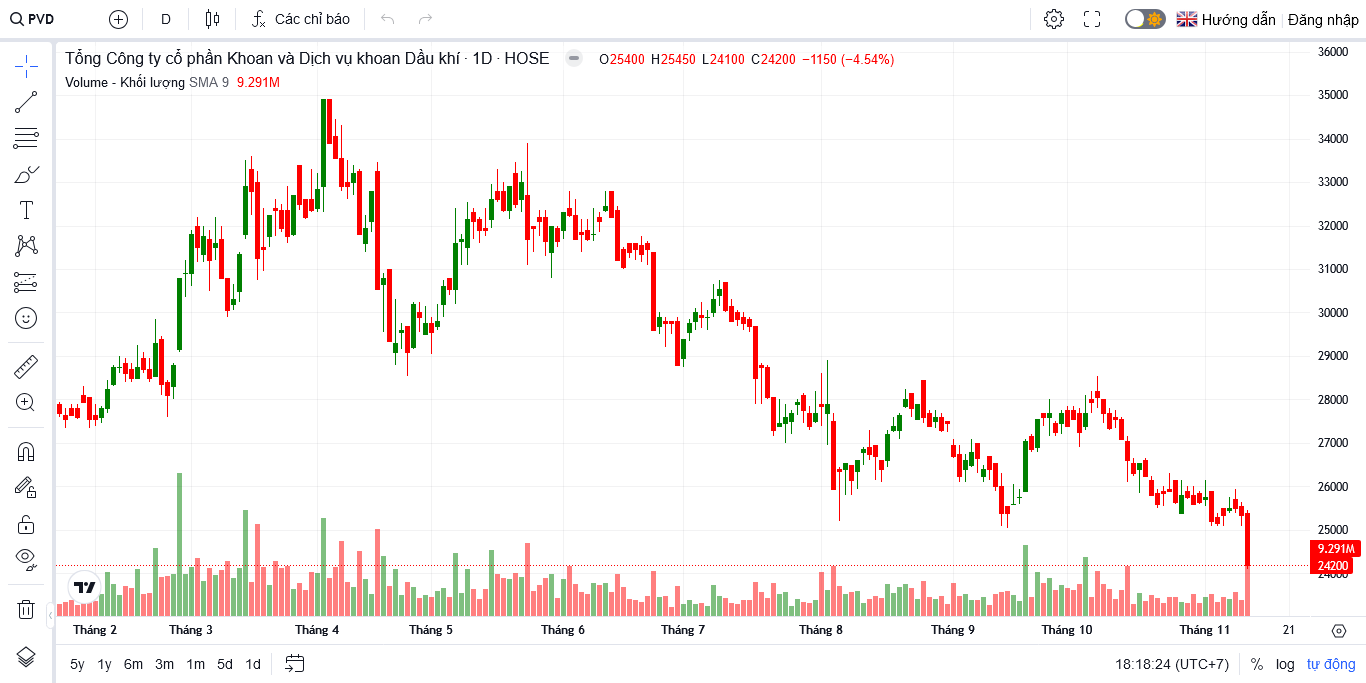 PVD D Các chỉ báo Hướng dẫn Đăng nhập
Tổng Công ty cổ phần Khoan và Dịch vụ khoan Dầu khí · 1D · HOSE O25400 H25450 L24100 C24200 −1150 (−4.54%)
Volume - Khối lượng SMA 9 9.291M
36000
35000
34000
33000
32000
31000
30000
29000
28000
27000
26000
25000
9.291M
24200
24000
Tháng 2 Tháng 3 Tháng 4 Tháng 5 Tháng 6 Tháng 7 Tháng 8 Tháng 9 Tháng 10 Tháng 11 21
5y 1y 6m 3m 1m 5d 1d 18:18:24 (UTC+7) % log tự động